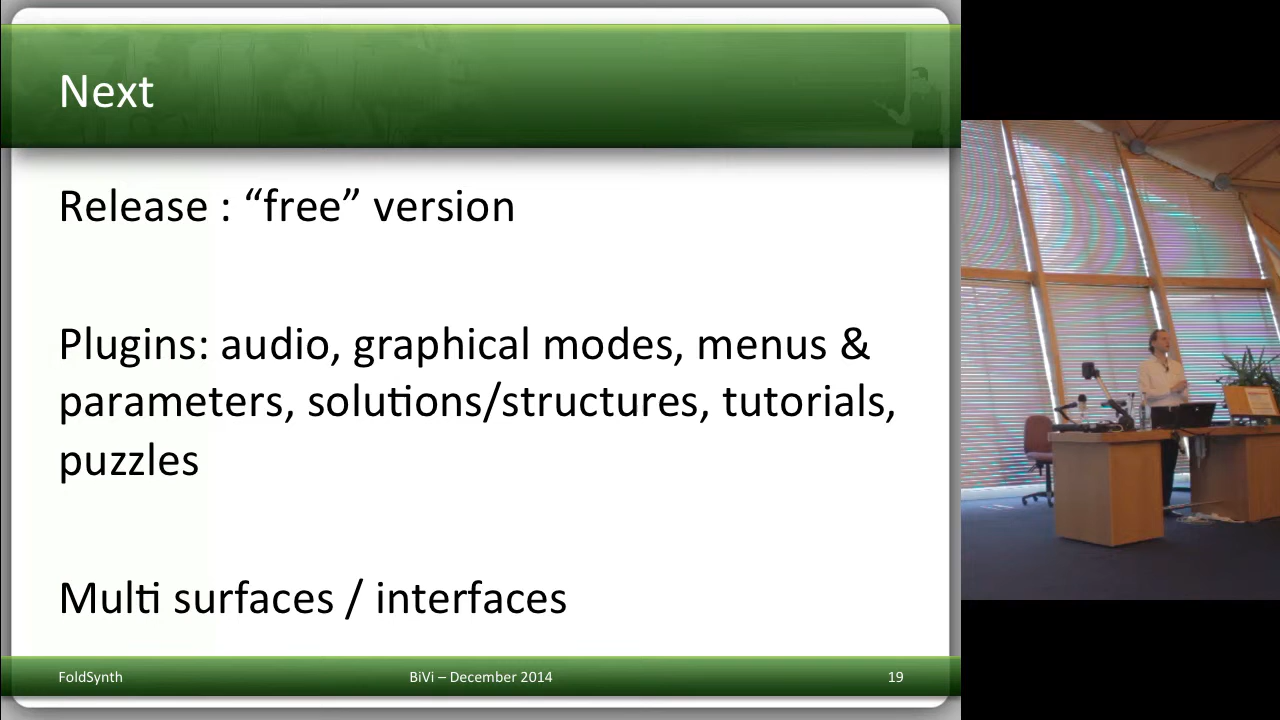 Next
Release : “free” version
Plugins: audio, graphical modes, menus &
parameters, solutions/structures, tutorials,
puzzles
Multi surfaces / interfaces
FoldSynth
BiVi – December 2014
19